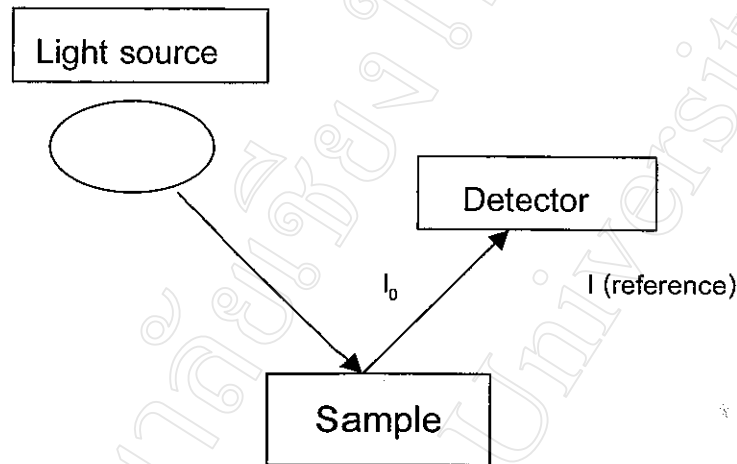 Light source
Detector
I₀
I (reference)
Sample